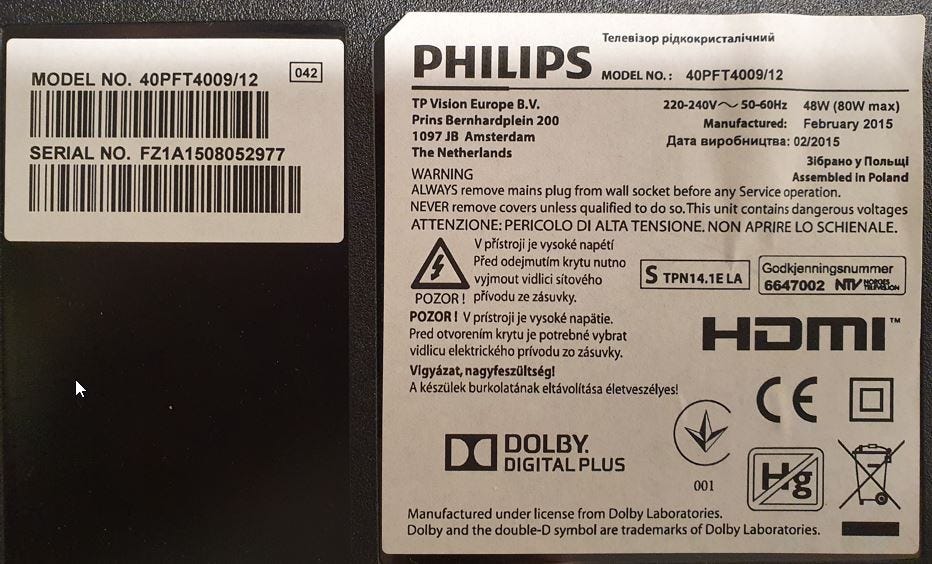 MODEL NO. 40PFT4009/12
042
SERIAL NO. FZ1A1508052977
Телевізор рідкокристалічний
PHILIPS MODEL NO.: 40PFT4009/12
TP Vision Europe B.V.
Prins Bernhardplein 200
1097 JB Amsterdam
The Netherlands
220-240V~ 50-60Hz 48W (80W max)
Manufactured: February 2015
Дата виробництва: 02/2015
Зібрано у Польщі
Assembled in Poland
WARNING
ALWAYS remove mains plug from wall socket before any Service operation.
NEVER remove covers unless qualified to do so. This unit contains dangerous voltages
ATTENZIONE: PERICOLO DI ALTA TENSIONE. NON APRIRE LO SCHIENALE.
POZOR!
V přístroji je vysoké napětí
Před odejmutím krytu nutno
vyjmout vidlici síťového
přívodu ze zásuvky.
S TPN14.1E LA
Godkjenningsnummer
6647002 NTV NORGES TELEVISJON
POZOR! V prístroji je vysoké napätie.
Pred otvorením krytu je potrebné vybrat
vidlicu elektrického prívodu zo zásuvky.
Vigyázat, nagyfeszültség!
A készülek burkolatának eltávolítása életveszélyes!
HDMI™
CE
DOLBY.
DIGITAL PLUS
001
Hg
Manufactured under license from Dolby Laboratories.
Dolby and the double-D symbol are trademarks of Dolby Laboratories.